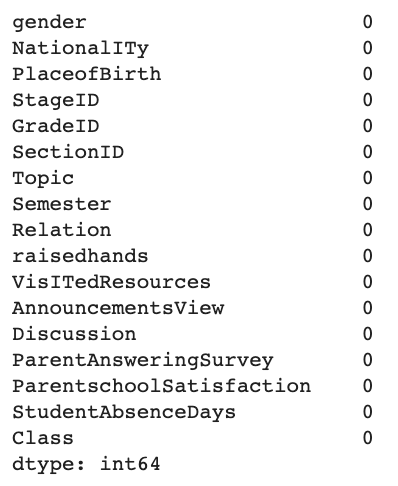 gender 0
NationalITy 0
PlaceofBirth 0
StageID 0
GradeID 0
SectionID 0
Topic 0
Semester 0
Relation 0
raisedhands 0
VisITedResources 0
AnnouncementsView 0
Discussion 0
ParentAnsweringSurvey 0
ParentschoolSatisfaction 0
StudentAbsenceDays 0
Class 0
dtype: int64